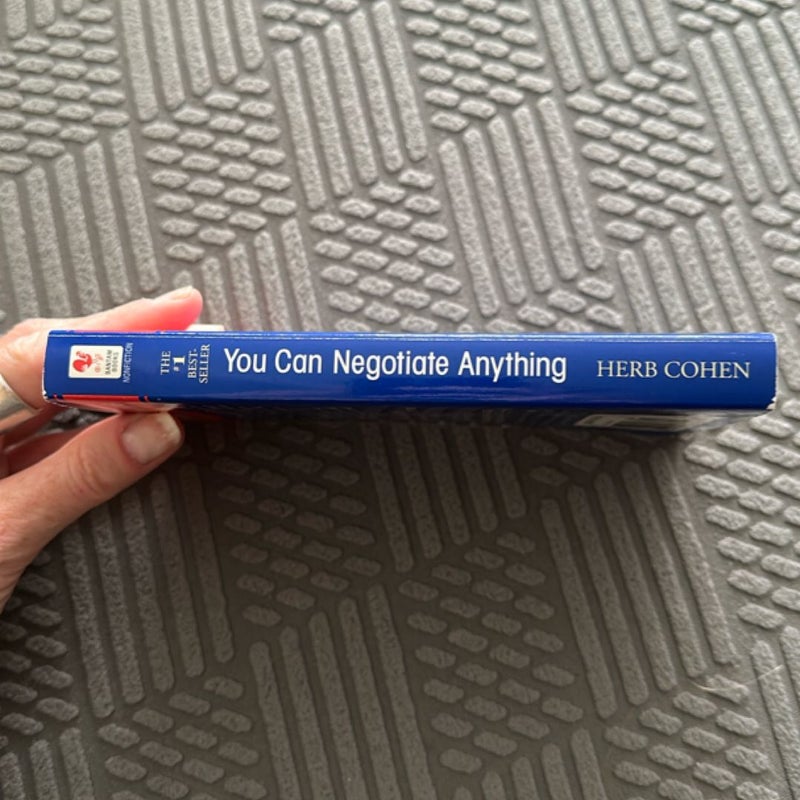 BANTAM
BOOKS
NONFICTION
THE
#1
BEST-
SELLER
You Can Negotiate Anything
HERB COHEN